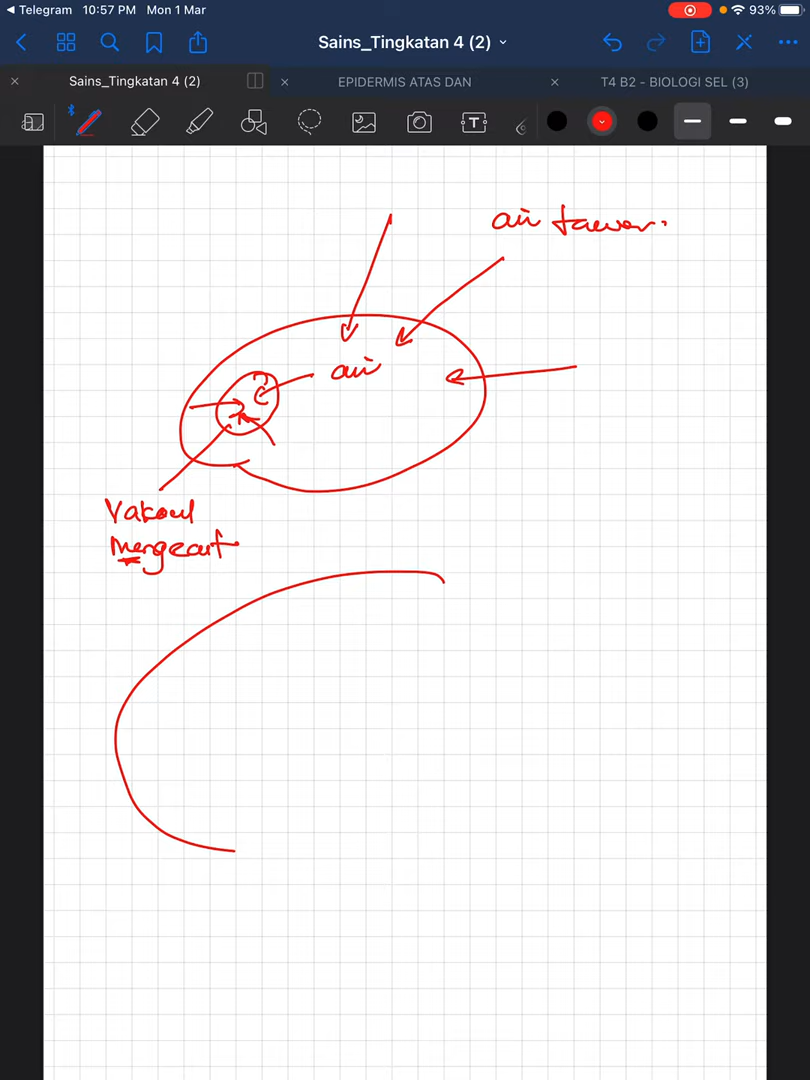 Telegram 10:57 PM Mon 1 Mar 93%
Sains_Tingkatan 4 (2)
Sains_Tingkatan 4 (2) EPIDERMIS ATAS DAN T4 B2 - BIOLOGI SEL (3)
T
air tawar.
air
Vakoul
mengecut